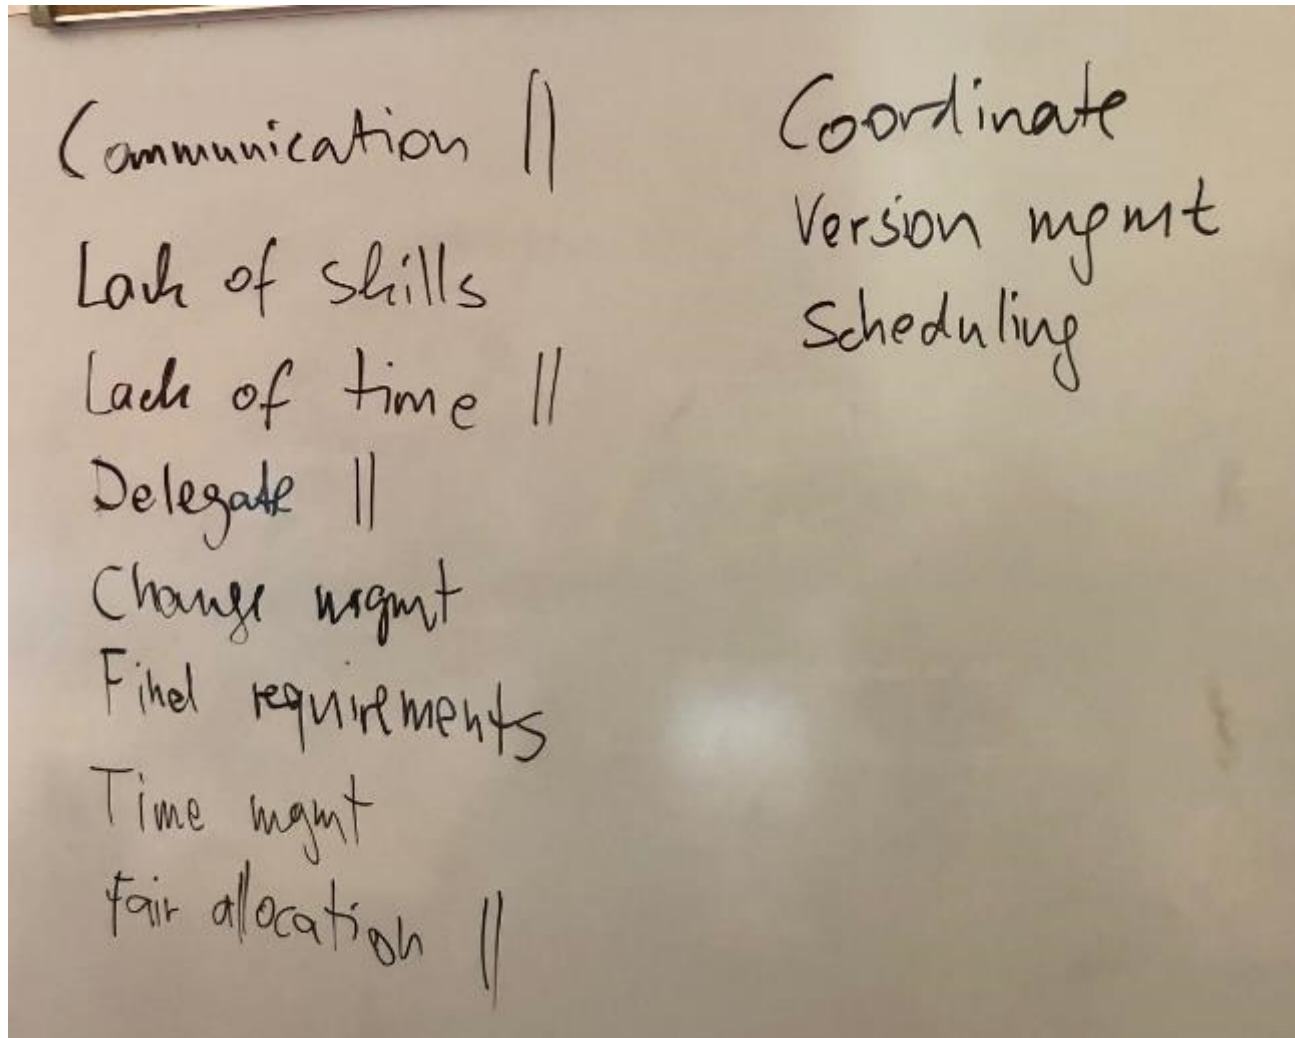 Communication ||
Lack of skills
Lack of time ||
Delegate ||
Change mgmt
Find requirements
Time mgmt
Fair allocation ||
Coordinate
Version mgmt
Scheduling